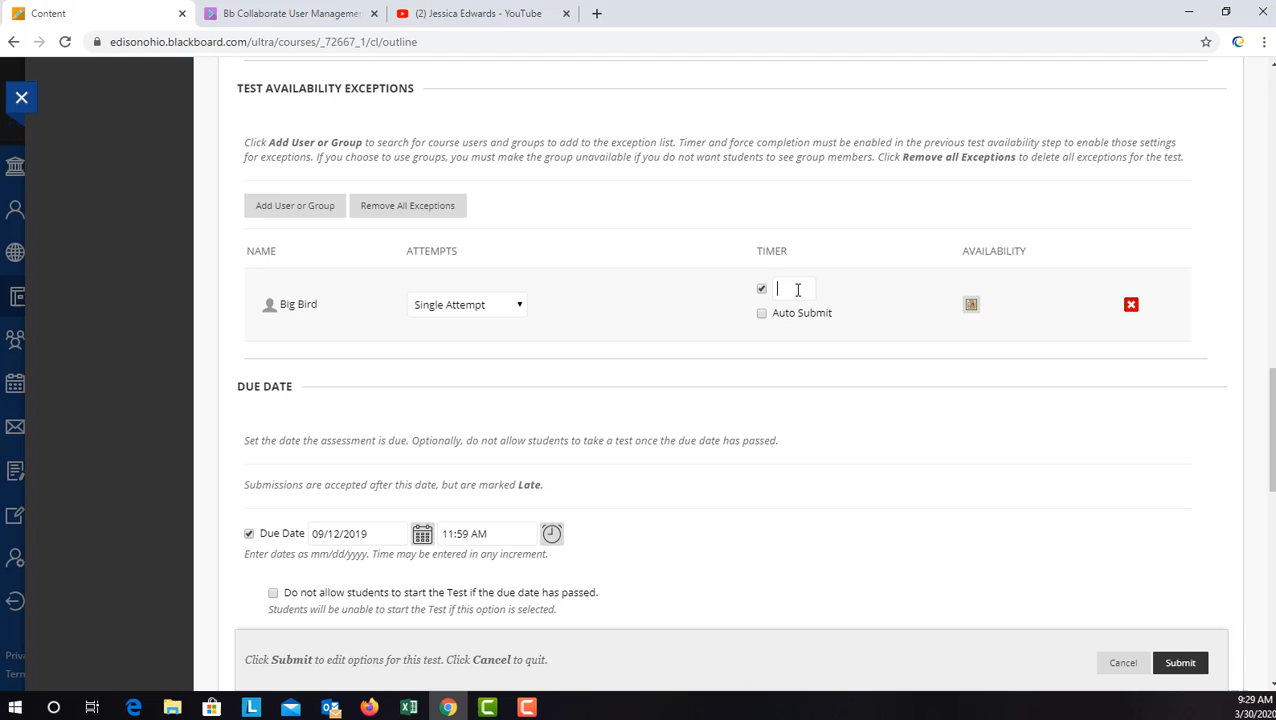 Content
Bb Collaborate User Management
(2) Jessica Edwards - YouTube
edisonohio.blackboard.com/ultra/courses/_72667_1/cl/outline
TEST AVAILABILITY EXCEPTIONS
Click Add User or Group to search for course users and groups to add to the exception list. Timer and force completion must be enabled in the previous test availability step to enable those settings
for exceptions. If you choose to use groups, you must make the group unavailable if you do not want students to see group members. Click Remove all Exceptions to delete all exceptions for the test.
Add User or Group Remove All Exceptions
NAME ATTEMPTS TIMER AVAILABILITY
Big Bird Single Attempt
Auto Submit
DUE DATE
Set the date the assessment is due. Optionally, do not allow students to take a test once the due date has passed.
Submissions are accepted after this date, but are marked Late.
Due Date 09/12/2019 11:59 AM
Enter dates as mm/dd/yyyy. Time may be entered in any increment.
Do not allow students to start the Test if the due date has passed.
Students will be unable to start the Test if this option is selected.
Click Submit to edit options for this test. Click Cancel to quit.
Cancel Submit
Priva
Term
9:29 AM
3/30/2020